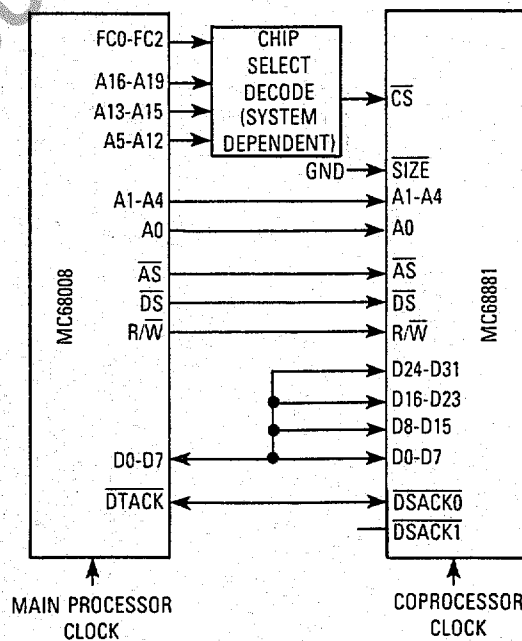 FC0-FC2
A16-A19
A13-A15
A5-A12
CHIP
SELECT
DECODE
(SYSTEM
DEPENDENT)
CS
GND
SIZE
A1-A4
A1-A4
A0
A0
AS
AS
DS
DS
R/W
R/W
MC68008
MC68881
D24-D31
D16-D23
D8-D15
D0-D7
D0-D7
DTACK
DSACK0
DSACK1
MAIN PROCESSOR
CLOCK
COPROCESSOR
CLOCK